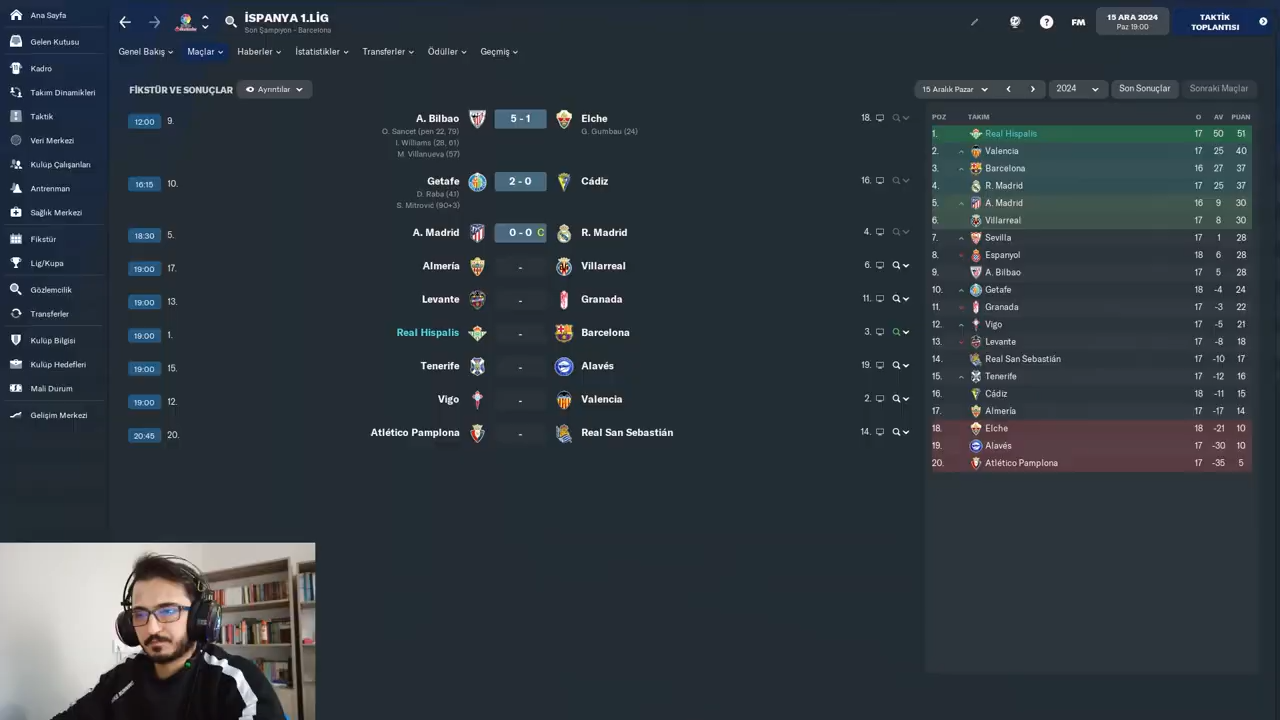 Ana Sayfa
Gelen Kutusu
Kadro
Takım Dinamikleri
Taktik
Veri Merkezi
Kulüp Çalışanları
Antrenman
Sağlık Merkezi
Fikstür
Lig/Kupa
Gözlemcilik
Transferler
Kulüp Bilgisi
Kulüp Hedefleri
Mali Durum
Gelişim Merkezi
İSPANYA 1.LİG
Son Şampiyon - Barcelona
FM
15 ARA 2024
Paz 19:00
TAKTİK
TOPLANTISI
Genel Bakış Maçlar Haberler İstatistikler Transferler Ödüller Geçmiş
FİKSTÜR VE SONUÇLAR Ayrıntılar
15 Aralık Pazar 2024 Son Sonuçlar Sonraki Maçlar
12:00 9. A. Bilbao 5 - 1 Elche 18.
O. Sancet (pen 22, 79) G. Gumbau (24)
I. Williams (28, 61)
M. Villanueva (57)
16:15 10. Getafe 2 - 0 Cádiz 16.
D. Raba (41)
S. Mitrović (90+3)
18:30 5. A. Madrid 0 - 0 C R. Madrid 4.
19:00 17. Almería - Villarreal 6.
19:00 13. Levante - Granada 11.
19:00 1. Real Hispalis - Barcelona 3.
19:00 15. Tenerife - Alavés 19.
19:00 12. Vigo - Valencia 2.
20:45 20. Atlético Pamplona - Real San Sebastián 14.
POZ TAKIM O AV PUAN
1. Real Hispalis 17 50 51
2. Valencia 17 25 40
3. Barcelona 16 27 37
4. R. Madrid 17 25 37
5. A. Madrid 16 9 30
6. Villarreal 17 8 30
7. Sevilla 17 1 28
8. Espanyol 18 6 28
9. A. Bilbao 17 5 28
10. Getafe 18 -4 24
11. Granada 17 -3 22
12. Vigo 17 -5 21
13. Levante 17 -8 18
14. Real San Sebastián 17 -10 17
15. Tenerife 17 -12 16
16. Cádiz 18 -11 15
17. Almería 17 -17 14
18. Elche 18 -21 10
19. Alavés 17 -30 10
20. Atlético Pamplona 17 -35 5